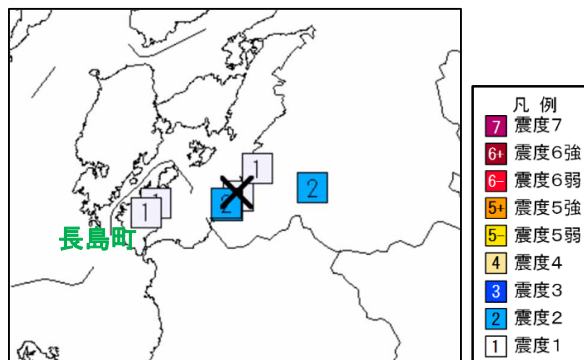 1
2
1
2
1
長島町
凡例
7 震度7
6+ 震度6強
6- 震度6弱
5+ 震度5強
5- 震度5弱
4 震度4
3 震度3
2 震度2
1 震度1